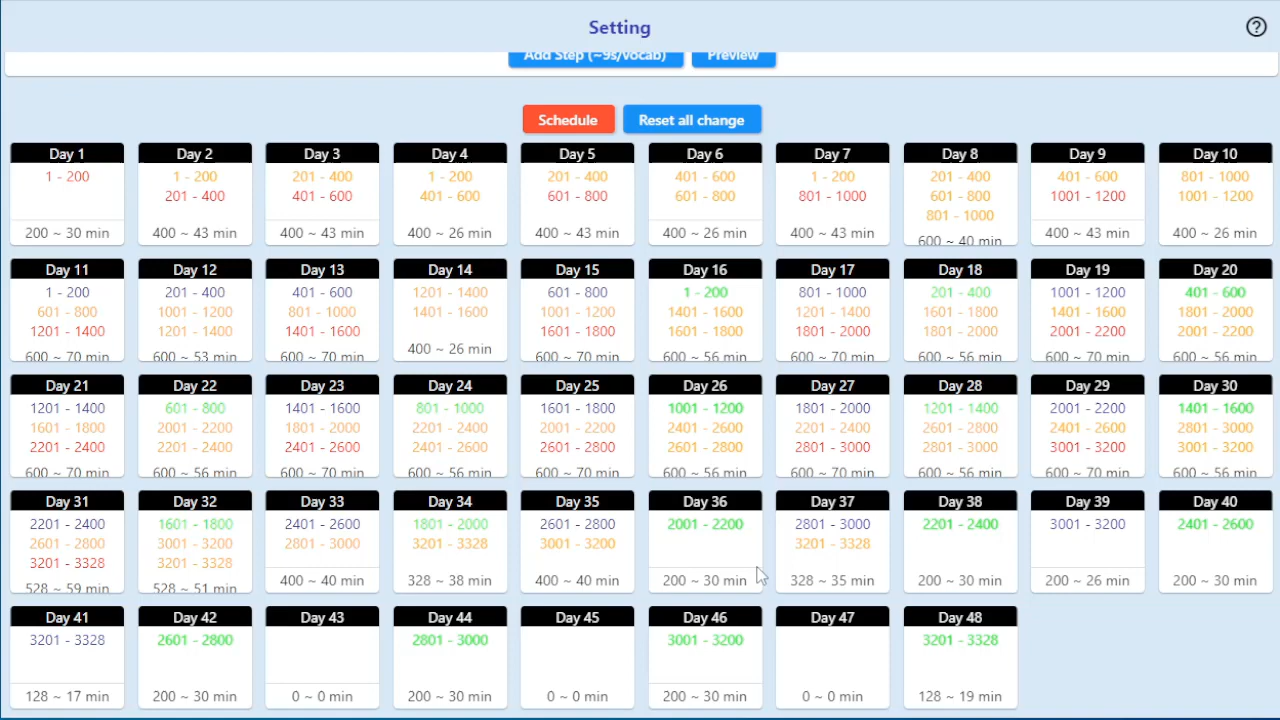 Setting
Add Step (~9s/vocab) Preview
Schedule Reset all change
Day 1
1 - 200
200 ~ 30 min
Day 2
1 - 200
201 - 400
400 ~ 43 min
Day 3
201 - 400
401 - 600
400 ~ 43 min
Day 4
1 - 200
401 - 600
400 ~ 26 min
Day 5
201 - 400
601 - 800
400 ~ 43 min
Day 6
401 - 600
601 - 800
400 ~ 26 min
Day 7
1 - 200
801 - 1000
400 ~ 43 min
Day 8
201 - 400
601 - 800
801 - 1000
600 ~ 40 min
Day 9
401 - 600
1001 - 1200
400 ~ 43 min
Day 10
801 - 1000
1001 - 1200
400 ~ 26 min
Day 11
1 - 200
601 - 800
1201 - 1400
600 ~ 70 min
Day 12
201 - 400
1001 - 1200
1201 - 1400
600 ~ 53 min
Day 13
401 - 600
801 - 1000
1401 - 1600
600 ~ 70 min
Day 14
1201 - 1400
1401 - 1600
400 ~ 26 min
Day 15
601 - 800
1001 - 1200
1601 - 1800
600 ~ 70 min
Day 16
1 - 200
1401 - 1600
1601 - 1800
600 ~ 56 min
Day 17
801 - 1000
1201 - 1400
1801 - 2000
600 ~ 70 min
Day 18
201 - 400
1601 - 1800
1801 - 2000
600 ~ 56 min
Day 19
1001 - 1200
1401 - 1600
2001 - 2200
600 ~ 70 min
Day 20
401 - 600
1801 - 2000
2001 - 2200
600 ~ 56 min
Day 21
1201 - 1400
1601 - 1800
2201 - 2400
600 ~ 70 min
Day 22
601 - 800
2001 - 2200
2201 - 2400
600 ~ 56 min
Day 23
1401 - 1600
1801 - 2000
2401 - 2600
600 ~ 70 min
Day 24
801 - 1000
2201 - 2400
2401 - 2600
600 ~ 56 min
Day 25
1601 - 1800
2001 - 2200
2601 - 2800
600 ~ 70 min
Day 26
1001 - 1200
2401 - 2600
2601 - 2800
600 ~ 56 min
Day 27
1801 - 2000
2201 - 2400
2801 - 3000
600 ~ 70 min
Day 28
1201 - 1400
2601 - 2800
2801 - 3000
600 ~ 56 min
Day 29
2001 - 2200
2401 - 2600
3001 - 3200
600 ~ 70 min
Day 30
1401 - 1600
2801 - 3000
3001 - 3200
600 ~ 56 min
Day 31
2201 - 2400
2601 - 2800
3201 - 3328
528 ~ 59 min
Day 32
1601 - 1800
3001 - 3200
3201 - 3328
528 ~ 51 min
Day 33
2401 - 2600
2801 - 3000
400 ~ 40 min
Day 34
1801 - 2000
3201 - 3328
328 ~ 38 min
Day 35
2601 - 2800
3001 - 3200
400 ~ 40 min
Day 36
2001 - 2200
200 ~ 30 min
Day 37
2801 - 3000
3201 - 3328
328 ~ 35 min
Day 38
2201 - 2400
200 ~ 30 min
Day 39
3001 - 3200
200 ~ 26 min
Day 40
2401 - 2600
200 ~ 30 min
Day 41
3201 - 3328
128 ~ 17 min
Day 42
2601 - 2800
200 ~ 30 min
Day 43
0 ~ 0 min
Day 44
2801 - 3000
200 ~ 30 min
Day 45
0 ~ 0 min
Day 46
3001 - 3200
200 ~ 30 min
Day 47
0 ~ 0 min
Day 48
3201 - 3328
128 ~ 19 min